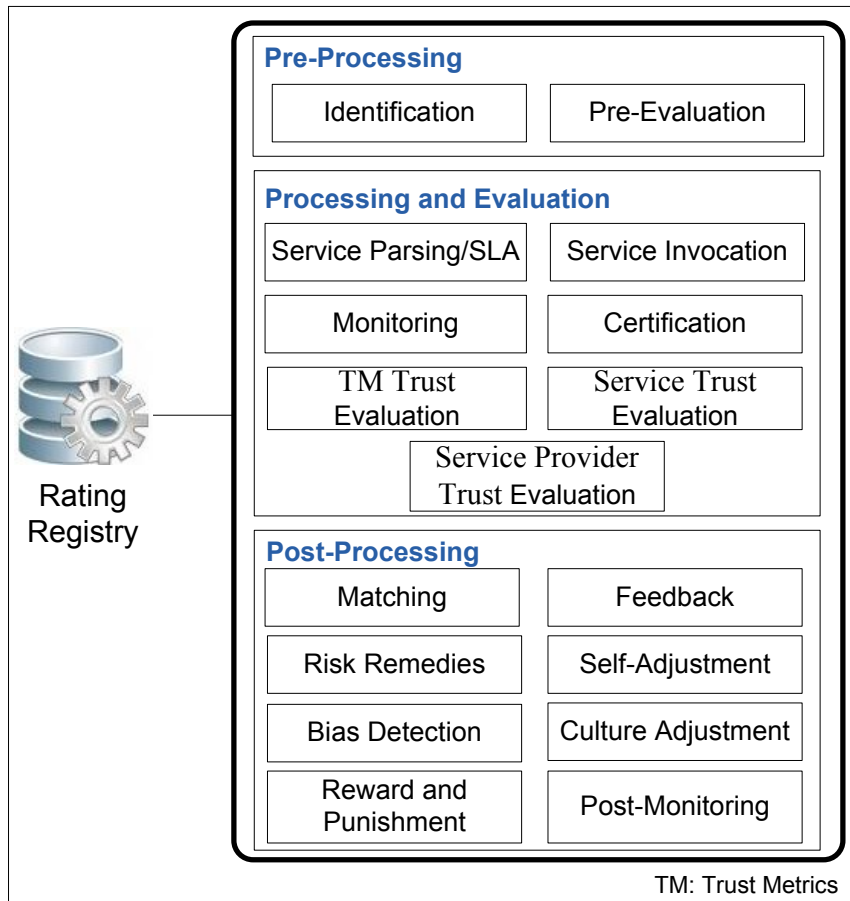 Pre-Processing
Identification
Pre-Evaluation
Processing and Evaluation
Service Parsing/SLA
Service Invocation
Monitoring
Certification
TM Trust
Evaluation
Service Trust
Evaluation
Service Provider
Trust Evaluation
Rating
Registry
Post-Processing
Matching
Feedback
Risk Remedies
Self-Adjustment
Bias Detection
Culture Adjustment
Reward and
Punishment
Post-Monitoring
TM: Trust Metrics